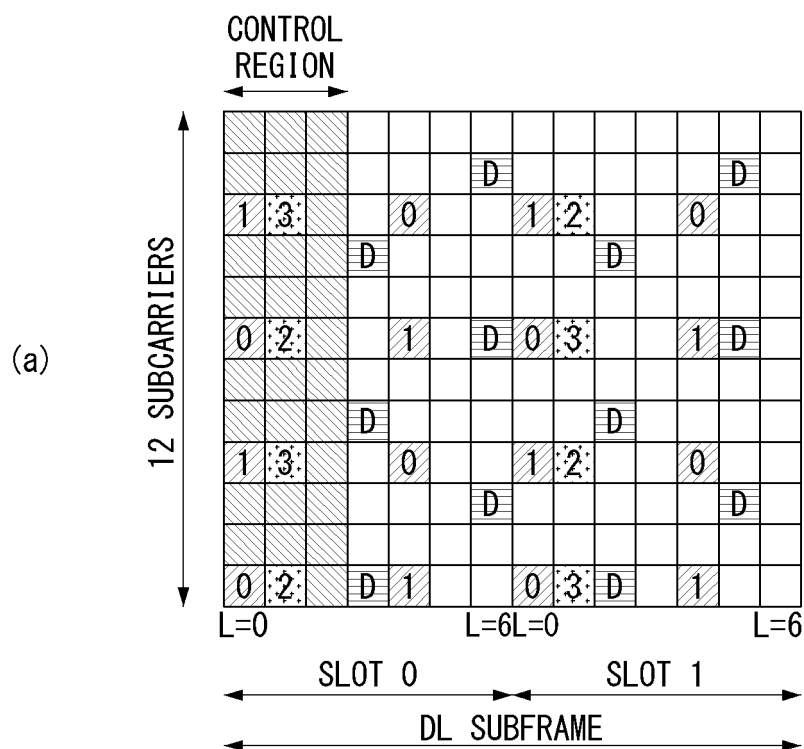 CONTROL
REGION
(a)
12 SUBCARRIERS
D D
1 3 0 1 2 0
D D
0 2 1 D 0 3 1 D
D D
1 3 0 1 2 0
D D
0 2 D 1 0 3 D 1
L=0 L=6 L=0 L=6
SLOT 0 SLOT 1
DL SUBFRAME